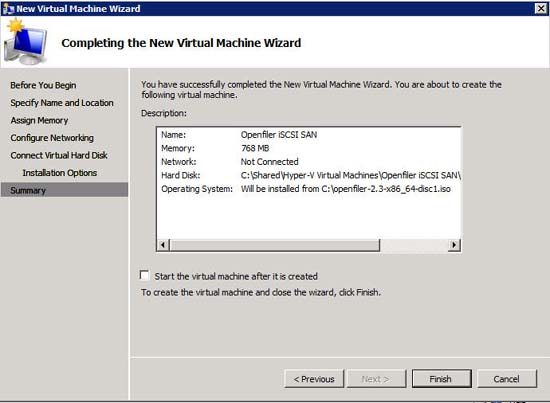 New Virtual Machine Wizard
Completing the New Virtual Machine Wizard
Before You Begin
Specify Name and Location
Assign Memory
Configure Networking
Connect Virtual Hard Disk
Installation Options
Summary
You have successfully completed the New Virtual Machine Wizard. You are about to create the
following virtual machine.
Description:
Name: Openfiler iSCSI SAN
Memory: 768 MB
Network: Not Connected
Hard Disk: C:\Shared\Hyper-V Virtual Machines\Openfiler iSCSI SAN\
Operating System: Will be installed from C:\openfiler-2.3-x86_64-disc1.iso
Start the virtual machine after it is created
To create the virtual machine and close the wizard, click Finish.
< Previous
Next >
Finish
Cancel